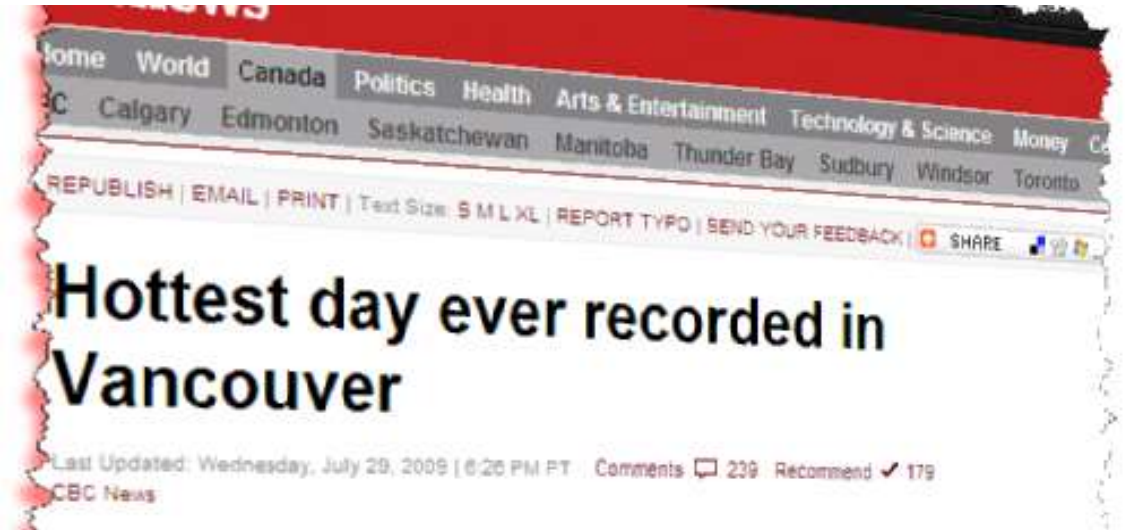 World Canada Politics Health Arts & Entertainment Technology & Science Money
Calgary Edmonton Saskatchewan Manitoba Thunder Bay Sudbury Windsor Toronto
REPUBLISH | EMAIL | PRINT | Text Size: S M L XL | REPORT TYPO | SEND YOUR FEEDBACK | SHARE
Hottest day ever recorded in
Vancouver
Last Updated: Wednesday, July 29, 2009 | 6:26 PM PT Comments 239 Recommend ✓ 179
CBC News